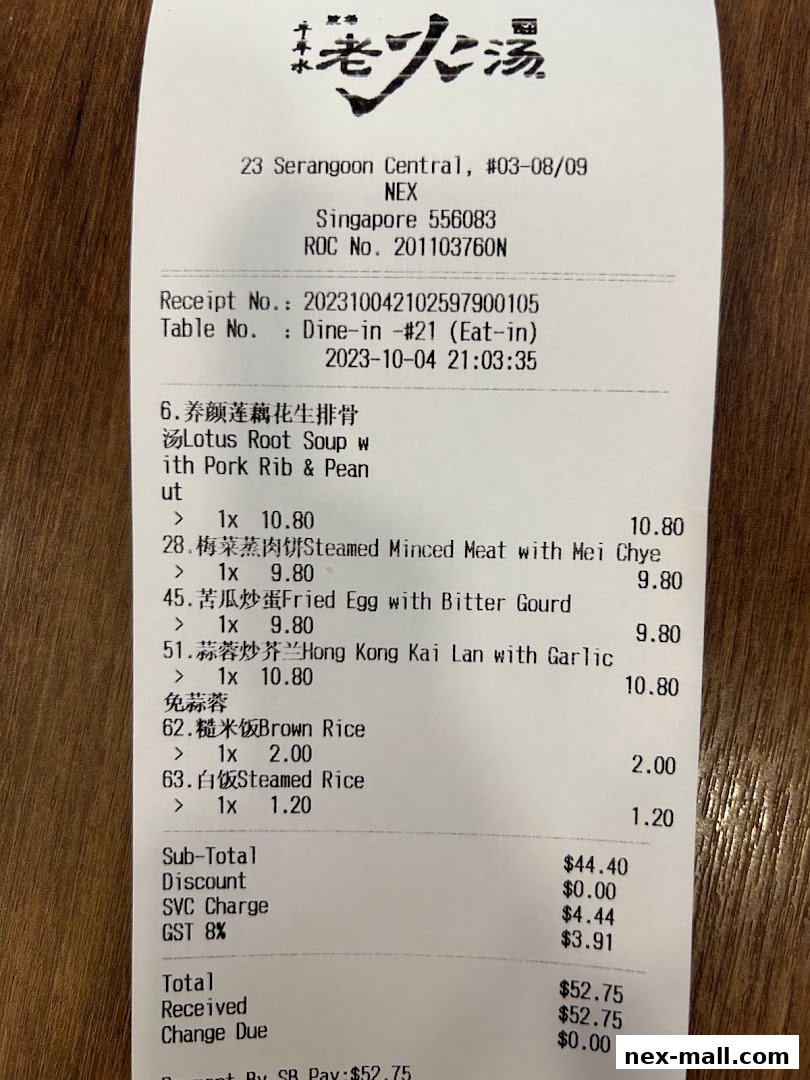 老火汤
23 Serangoon Central, #03-08/09
NEX
Singapore 556083
ROC No. 201103760N
Receipt No.: 202310042102597900105
Table No. : Dine-in -#21 (Eat-in)
2023-10-04 21:03:35
6.养颜莲藕花生排骨
汤Lotus Root Soup w
ith Pork Rib & Pean
ut
> 1x 10.80 10.80
28.梅菜蒸肉饼Steamed Minced Meat with Mei Chye
> 1x 9.80 9.80
45.苦瓜炒蛋Fried Egg with Bitter Gourd
> 1x 9.80 9.80
51.蒜蓉炒芥兰Hong Kong Kai Lan with Garlic
> 1x 10.80 10.80
免蒜蓉
62.糙米饭Brown Rice
> 1x 2.00 2.00
63.白饭Steamed Rice
> 1x 1.20 1.20
Sub-Total $44.40
Discount $0.00
SVC Charge $4.44
GST 8% $3.91
Total $52.75
Received $52.75
Change Due $0.00
Payment By SB Pay:$52.75
nex-mall.com